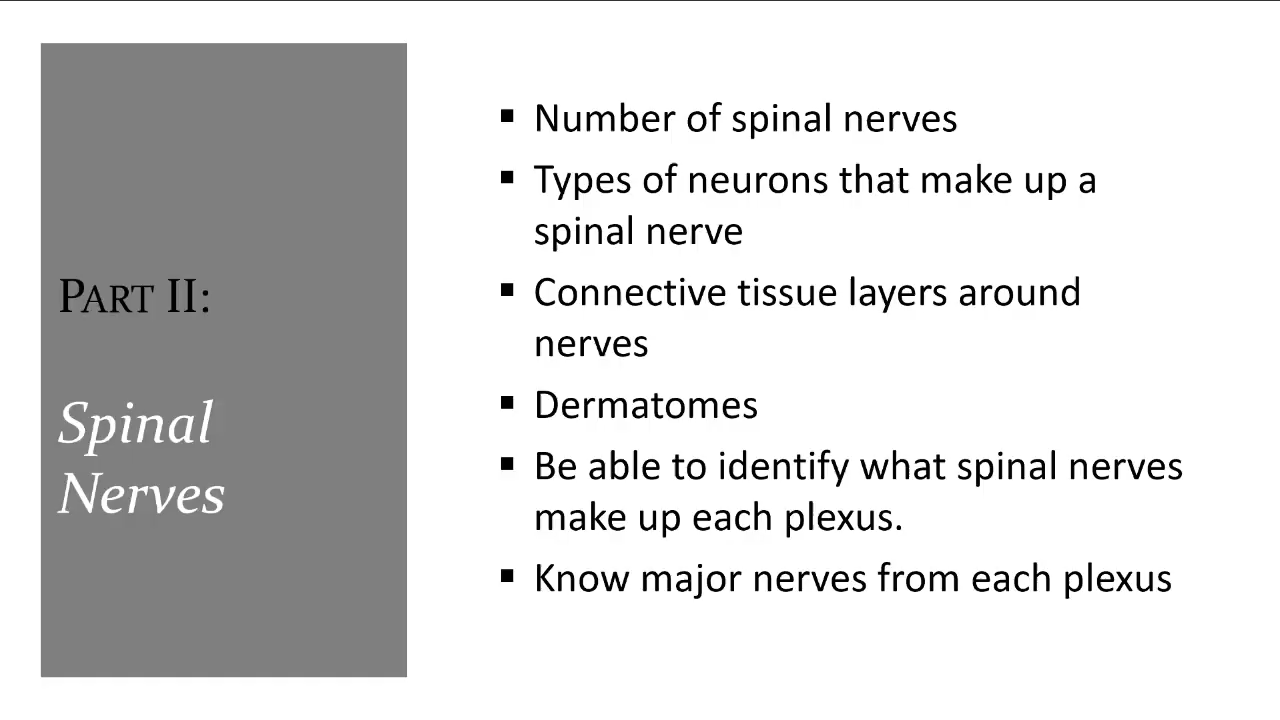 PART II:
Spinal
Nerves
▪ Number of spinal nerves
▪ Types of neurons that make up a
spinal nerve
▪ Connective tissue layers around
nerves
▪ Dermatomes
▪ Be able to identify what spinal nerves
make up each plexus.
▪ Know major nerves from each plexus